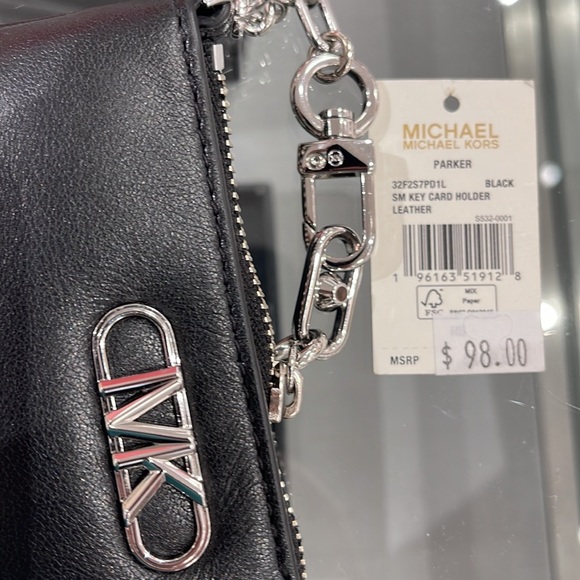 MK
MICHAEL
MICHAEL KORS
PARKER
32F2S7PD1L BLACK
SM KEY CARD HOLDER
LEATHER
S532-0001
1 96163 51912 8
FSC
MIX
Paper
MSRP $ 98.00